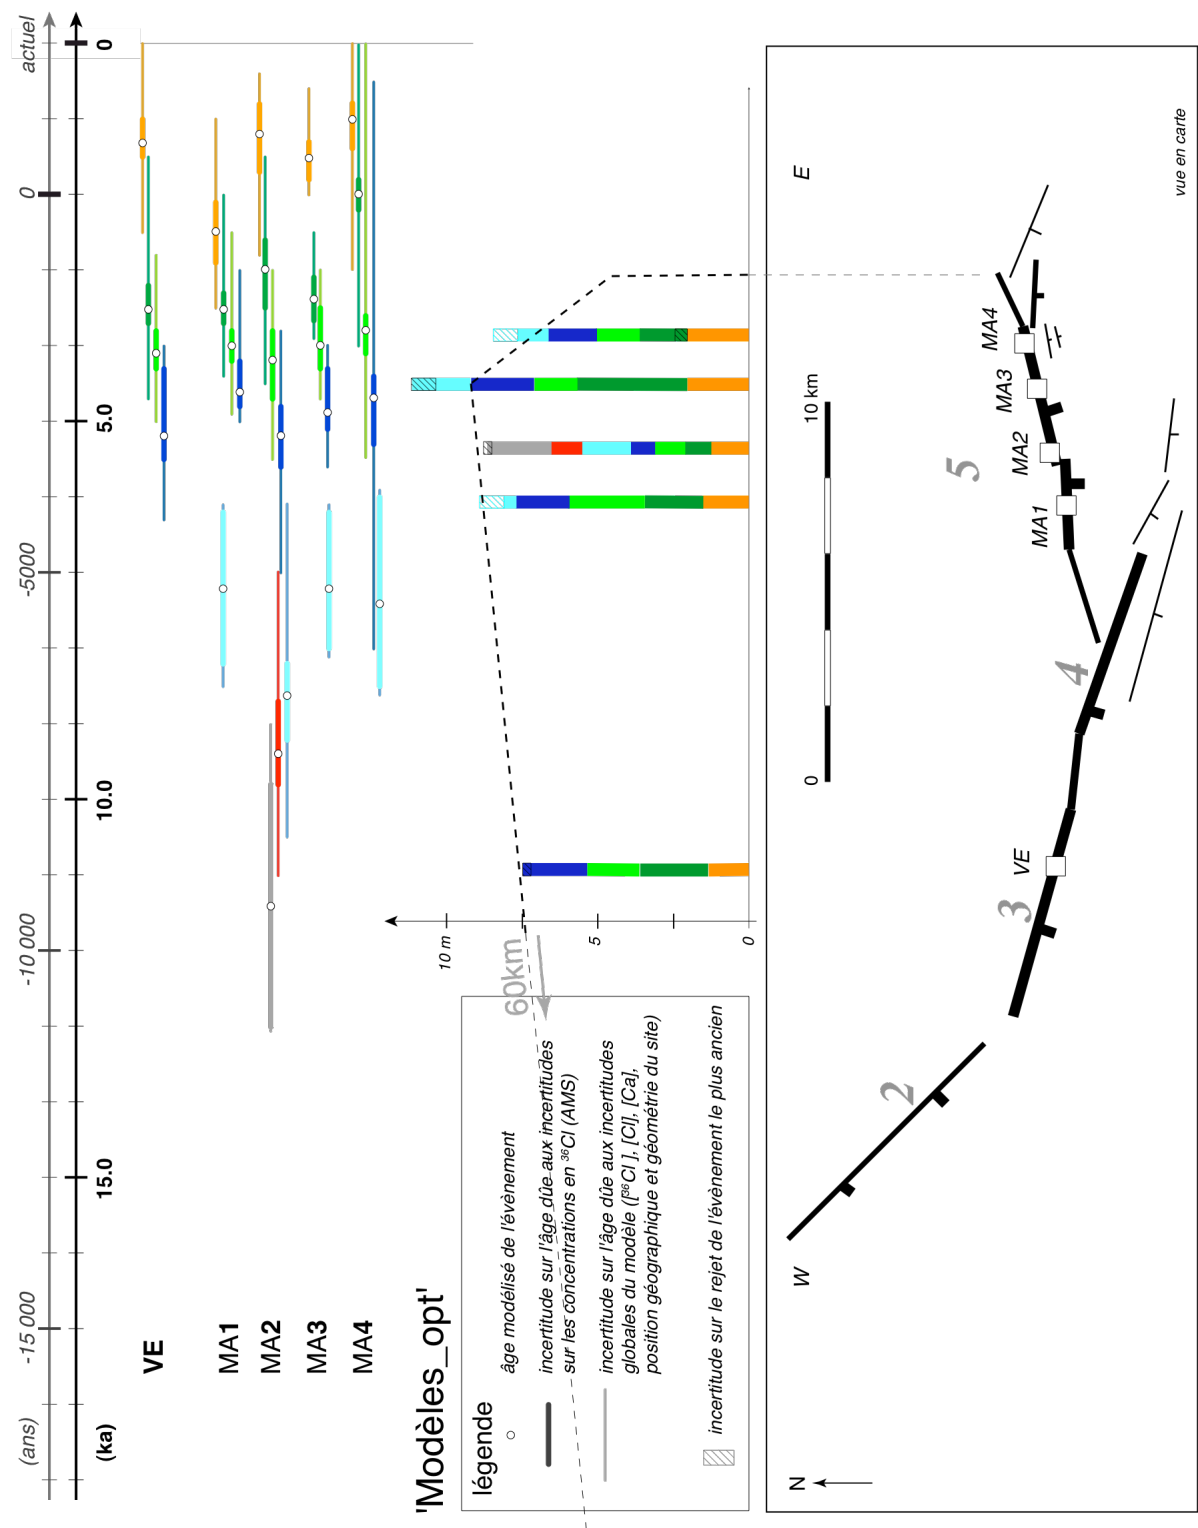 (ans) -15 000 -10 000 -5000 0 actuel
(ka) 15.0 10.0 5.0 0
VE
MA1
MA2
MA3
MA4
'Modèles_opt'
légende
âge modélisé de l'évènement
incertitude sur l'âge dûe aux incertitudes
sur les concentrations en ³⁶Cl (AMS)
incertitude sur l'âge dûe aux incertitudes
globales du modèle ([³⁶Cl ], [Cl], [Ca],
position géographique et géométrie du site)
incertitude sur le rejet de l'évènement le plus ancien
10 m
5
0
60km
N
W
E
0 10 km
2
3
4
5
VE
MA1
MA2
MA3
MA4
vue en carte